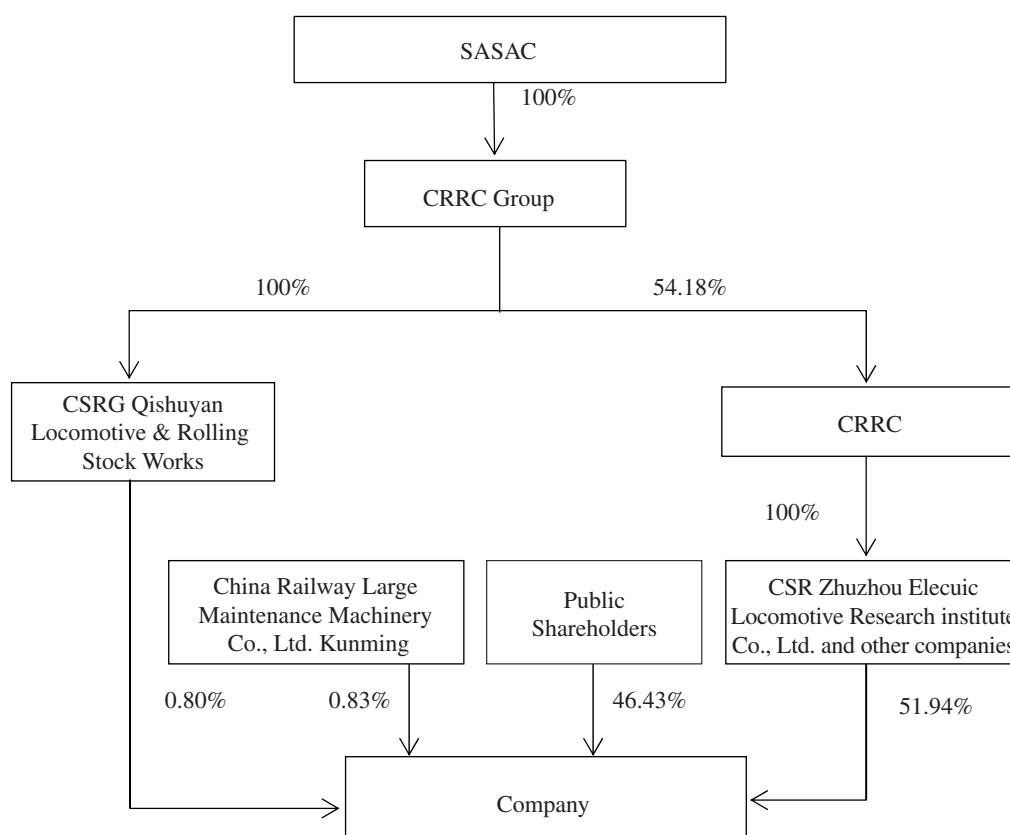 SASAC
100%
CRRC Group
100%
54.18%
CSRG Qishuyan
Locomotive & Rolling
Stock Works
CRRC
100%
China Railway Large
Maintenance Machinery
Co., Ltd. Kunming
Public
Shareholders
CSR Zhuzhou Elecuic
Locomotive Research institute
Co., Ltd. and other companies
0.80%
0.83%
46.43%
51.94%
Company